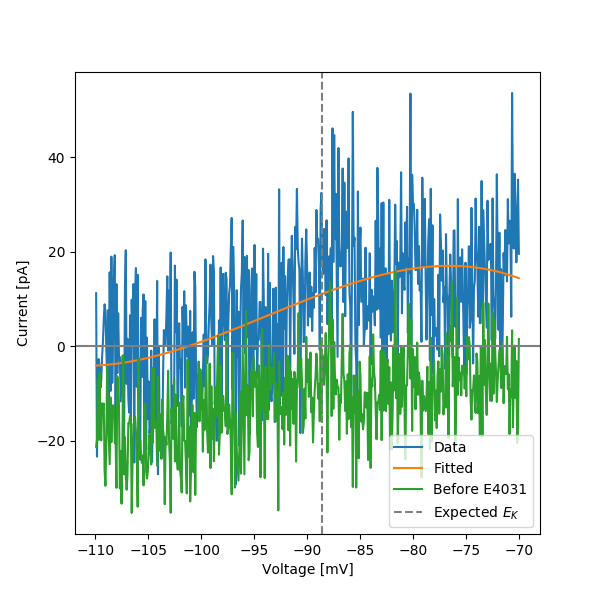 40
20
0
−20
Current [pA]
Data
Fitted
Before E4031
Expected E_K
−110 −105 −100 −95 −90 −85 −80 −75 −70
Voltage [mV]